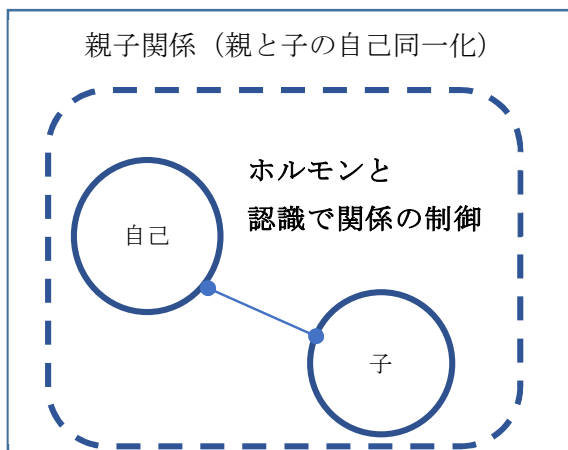 親子関係（親と子の自己同一化）
ホルモンと
認識で関係の制御
自己
子